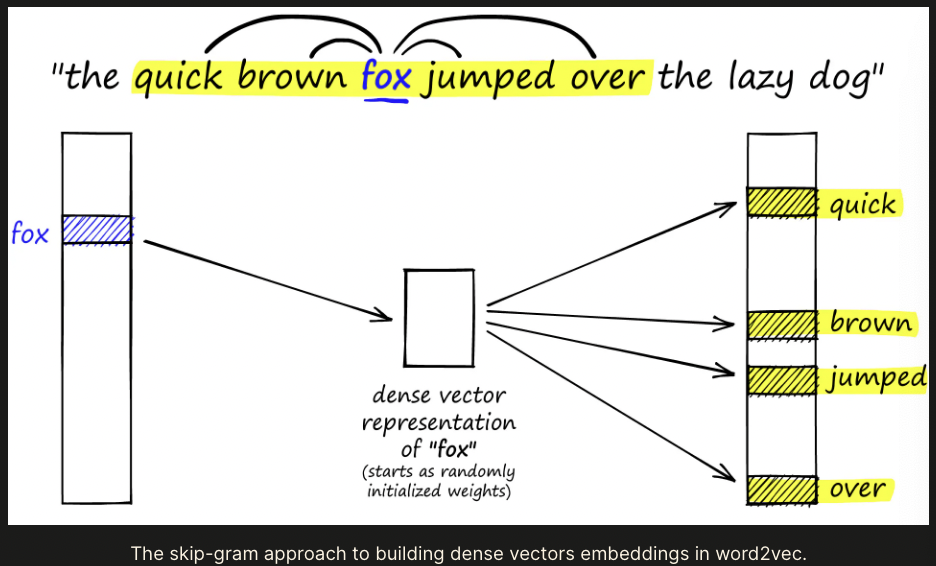 "the quick brown fox jumped over the lazy dog"
fox
quick
brown
jumped
over
dense vector
representation
of "fox"
(starts as randomly
initialized weights)
The skip-gram approach to building dense vectors embeddings in word2vec.